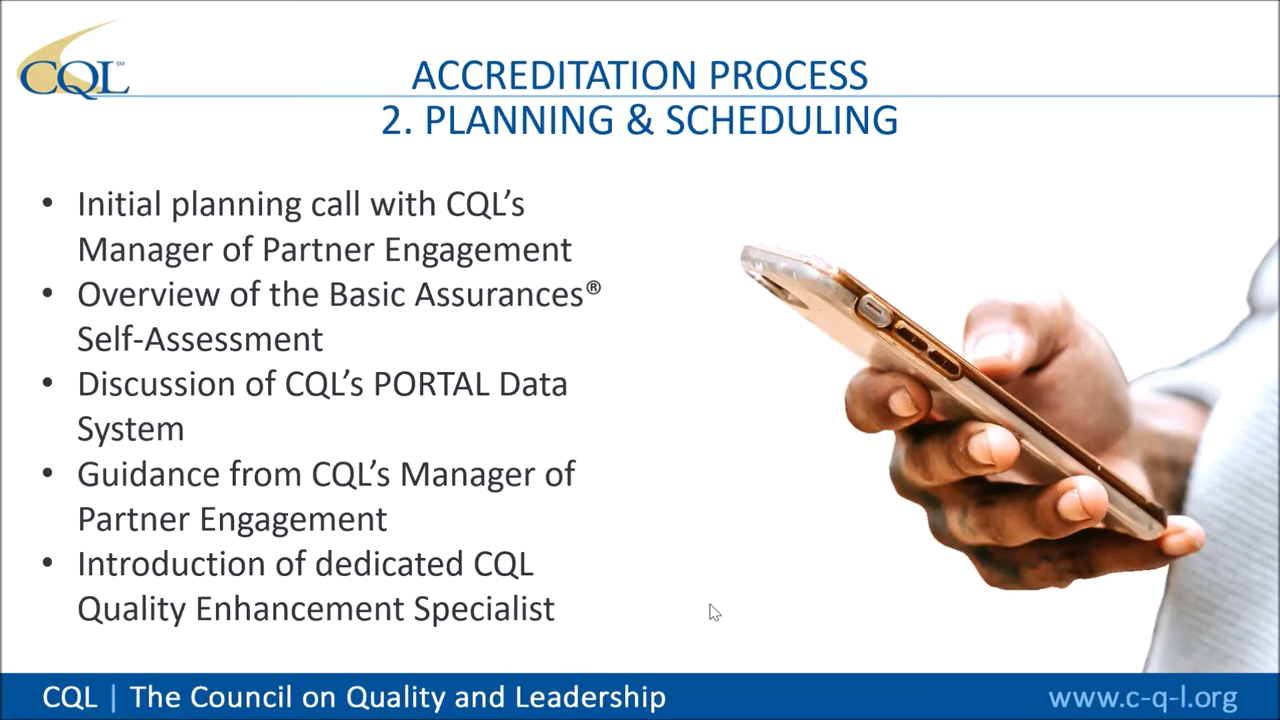 CQL℠
ACCREDITATION PROCESS
2. PLANNING & SCHEDULING
• Initial planning call with CQL’s
Manager of Partner Engagement
• Overview of the Basic Assurances®
Self-Assessment
• Discussion of CQL’s PORTAL Data
System
• Guidance from CQL’s Manager of
Partner Engagement
• Introduction of dedicated CQL
Quality Enhancement Specialist
CQL | The Council on Quality and Leadership
www.c-q-l.org